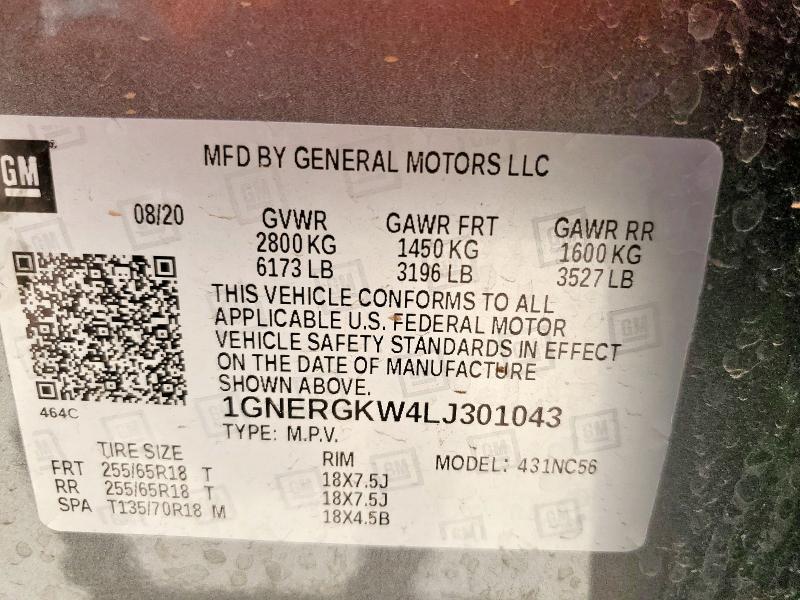 GM
MFD BY GENERAL MOTORS LLC
08/20 GVWR GAWR FRT GAWR RR
2800 KG 1450 KG 1600 KG
6173 LB 3196 LB 3527 LB
THIS VEHICLE CONFORMS TO ALL
APPLICABLE U.S. FEDERAL MOTOR
VEHICLE SAFETY STANDARDS IN EFFECT
ON THE DATE OF MANUFACTURE
SHOWN ABOVE.
464C
1GNERGKW4LJ301043
TYPE: M.P.V.
TIRE SIZE RIM MODEL: 431NC56
FRT 255/65R18 T 18X7.5J
RR 255/65R18 T 18X7.5J
SPA T135/70R18 M 18X4.5B